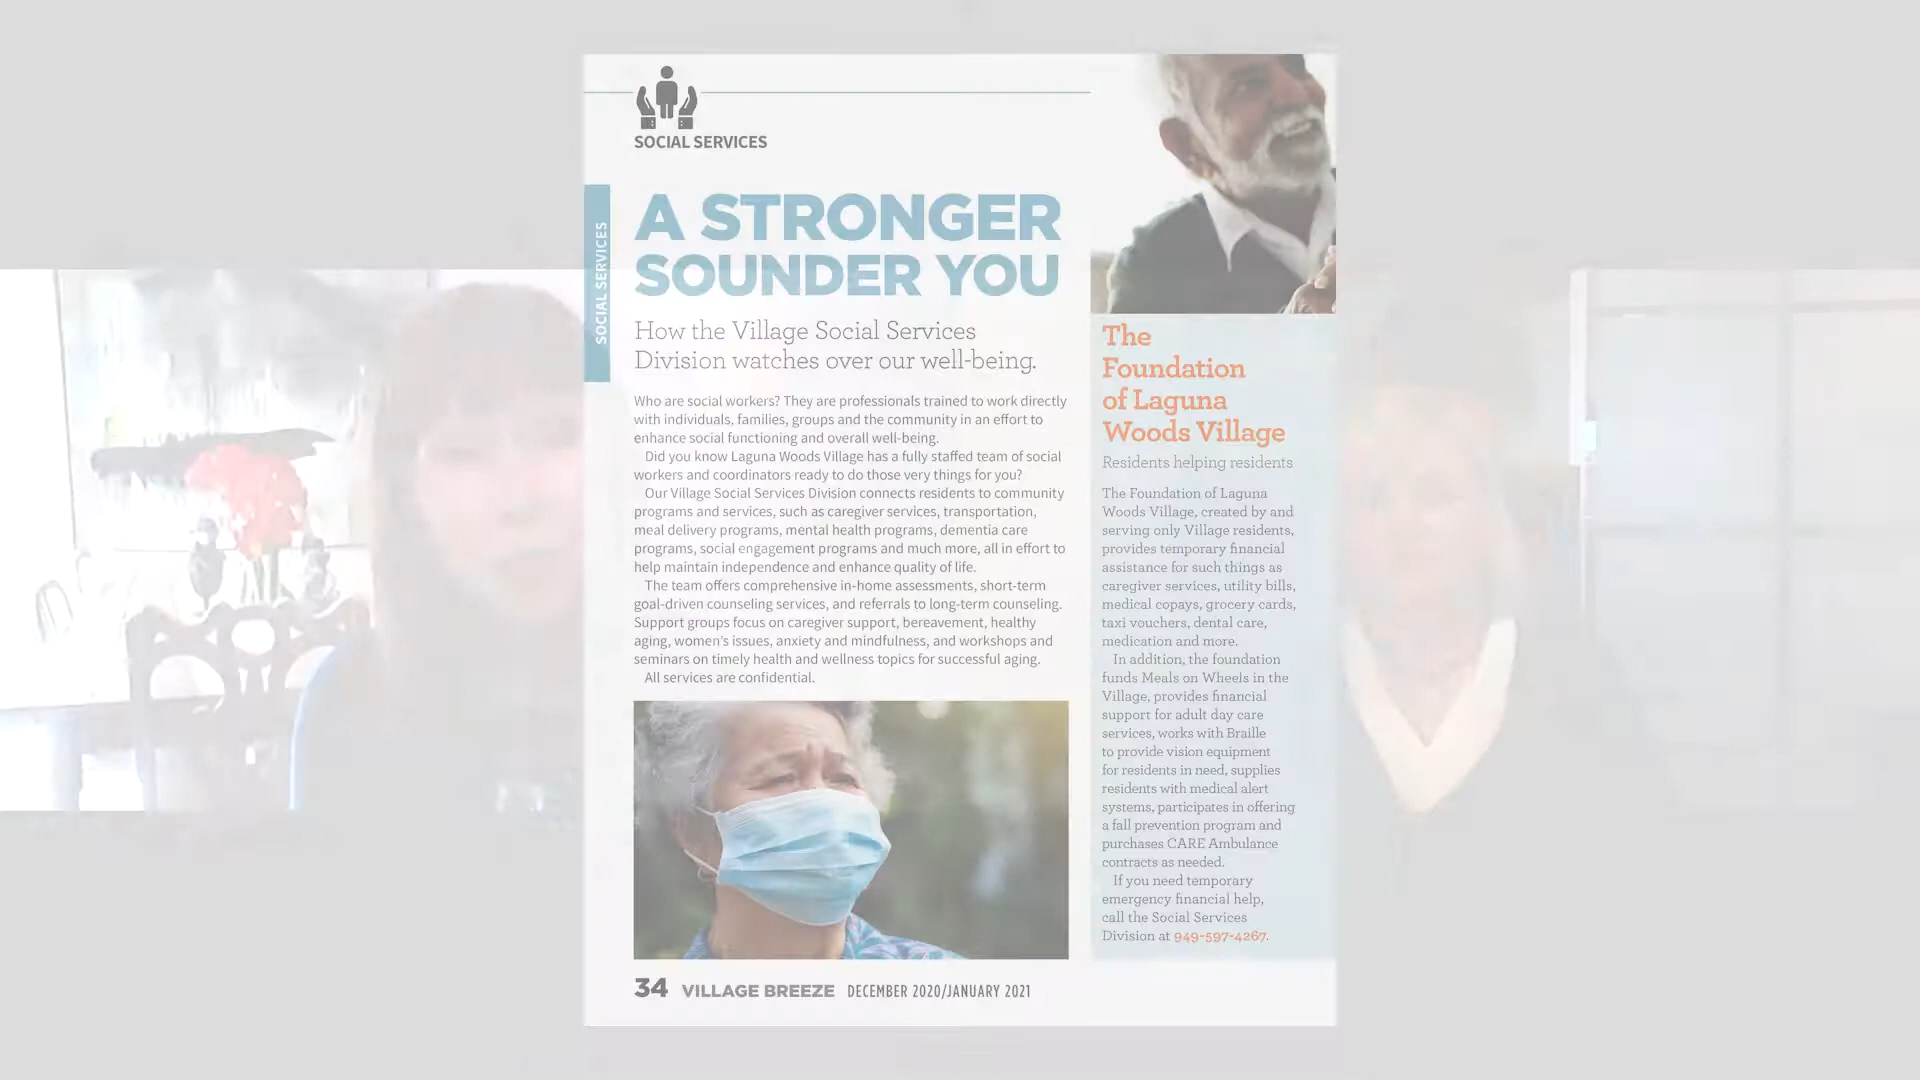 SOCIAL SERVICES
SOCIAL SERVICES
A STRONGER
SOUNDER YOU
How the Village Social Services
Division watches over our well-being.
Who are social workers? They are professionals trained to work directly
with individuals, families, groups and the community in an effort to
enhance social functioning and overall well-being.
Did you know Laguna Woods Village has a fully staffed team of social
workers and coordinators ready to do those very things for you?
Our Village Social Services Division connects residents to community
programs and services, such as caregiver services, transportation,
meal delivery programs, mental health programs, dementia care
programs, social engagement programs and much more, all in effort to
help maintain independence and enhance quality of life.
The team offers comprehensive in-home assessments, short-term
goal-driven counseling services, and referrals to long-term counseling.
Support groups focus on caregiver support, bereavement, healthy
aging, women's issues, anxiety and mindfulness, and workshops and
seminars on timely health and wellness topics for successful aging.
All services are confidential.
The
Foundation
of Laguna
Woods Village
Residents helping residents
The Foundation of Laguna
Woods Village, created by and
serving only Village residents,
provides temporary financial
assistance for such things as
caregiver services, utility bills,
medical copays, grocery cards,
taxi vouchers, dental care,
medication and more.
In addition, the foundation
funds Meals on Wheels in the
Village, provides financial
support for adult day care
services, works with Braille
to provide vision equipment
for residents in need, supplies
residents with medical alert
systems, participates in offering
a fall prevention program and
purchases CARE Ambulance
contracts as needed.
If you need temporary
emergency financial help,
call the Social Services
Division at 949-597-4267.
34 VILLAGE BREEZE DECEMBER 2020/JANUARY 2021